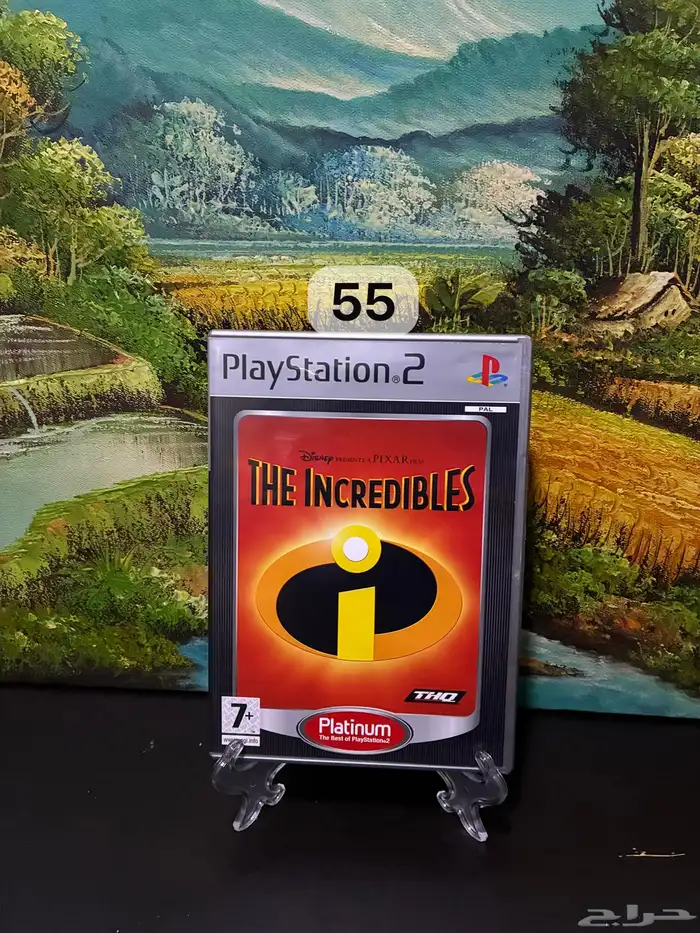 55
PlayStation®2
PAL
Disney PRESENTS A PIXAR FILM
THE INCREDIBLES
THQ
7+
Platinum
The Best of PlayStation®2
حراج